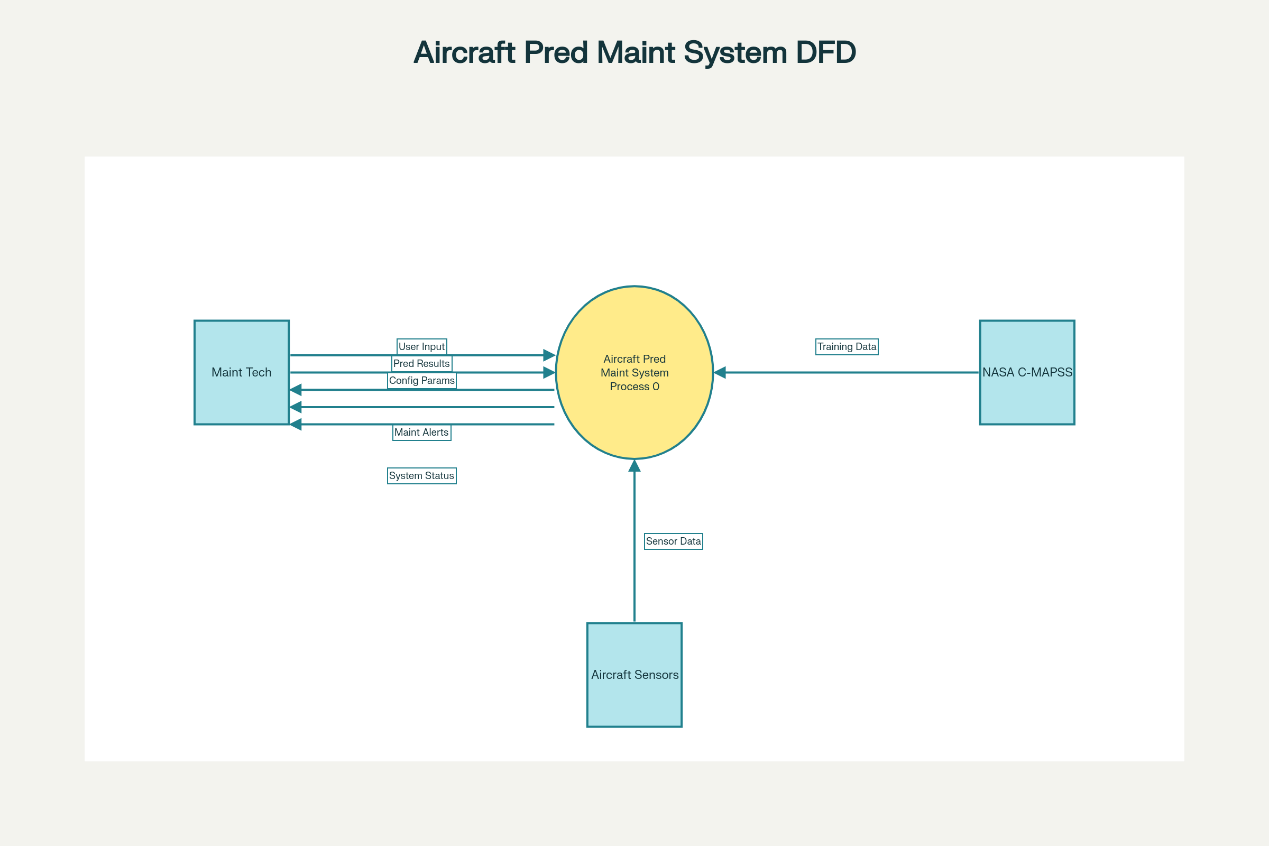 Aircraft Pred Maint System DFD
User Input
Pred Results
Config Params
Maint Alerts
System Status
Maint Tech
Aircraft Pred
Maint System
Process 0
Training Data
NASA C-MAPSS
Sensor Data
Aircraft Sensors